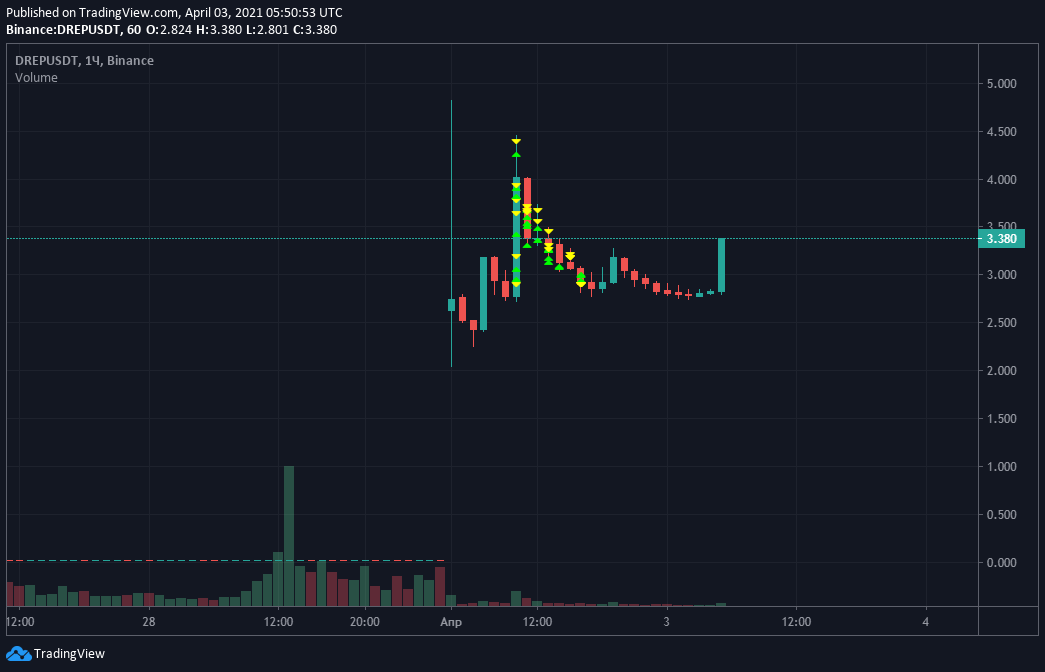 Published on TradingView.com, April 03, 2021 05:50:53 UTC
Binance:DREPUSDT, 60 O:2.824 H:3.380 L:2.801 C:3.380
DREPUSDT, 1Ч, Binance
Volume
5.000
4.500
4.000
3.500
3.380
3.000
2.500
2.000
1.500
1.000
0.500
0.000
12:00 28 12:00 20:00 Апр 12:00 3 12:00 4
TradingView